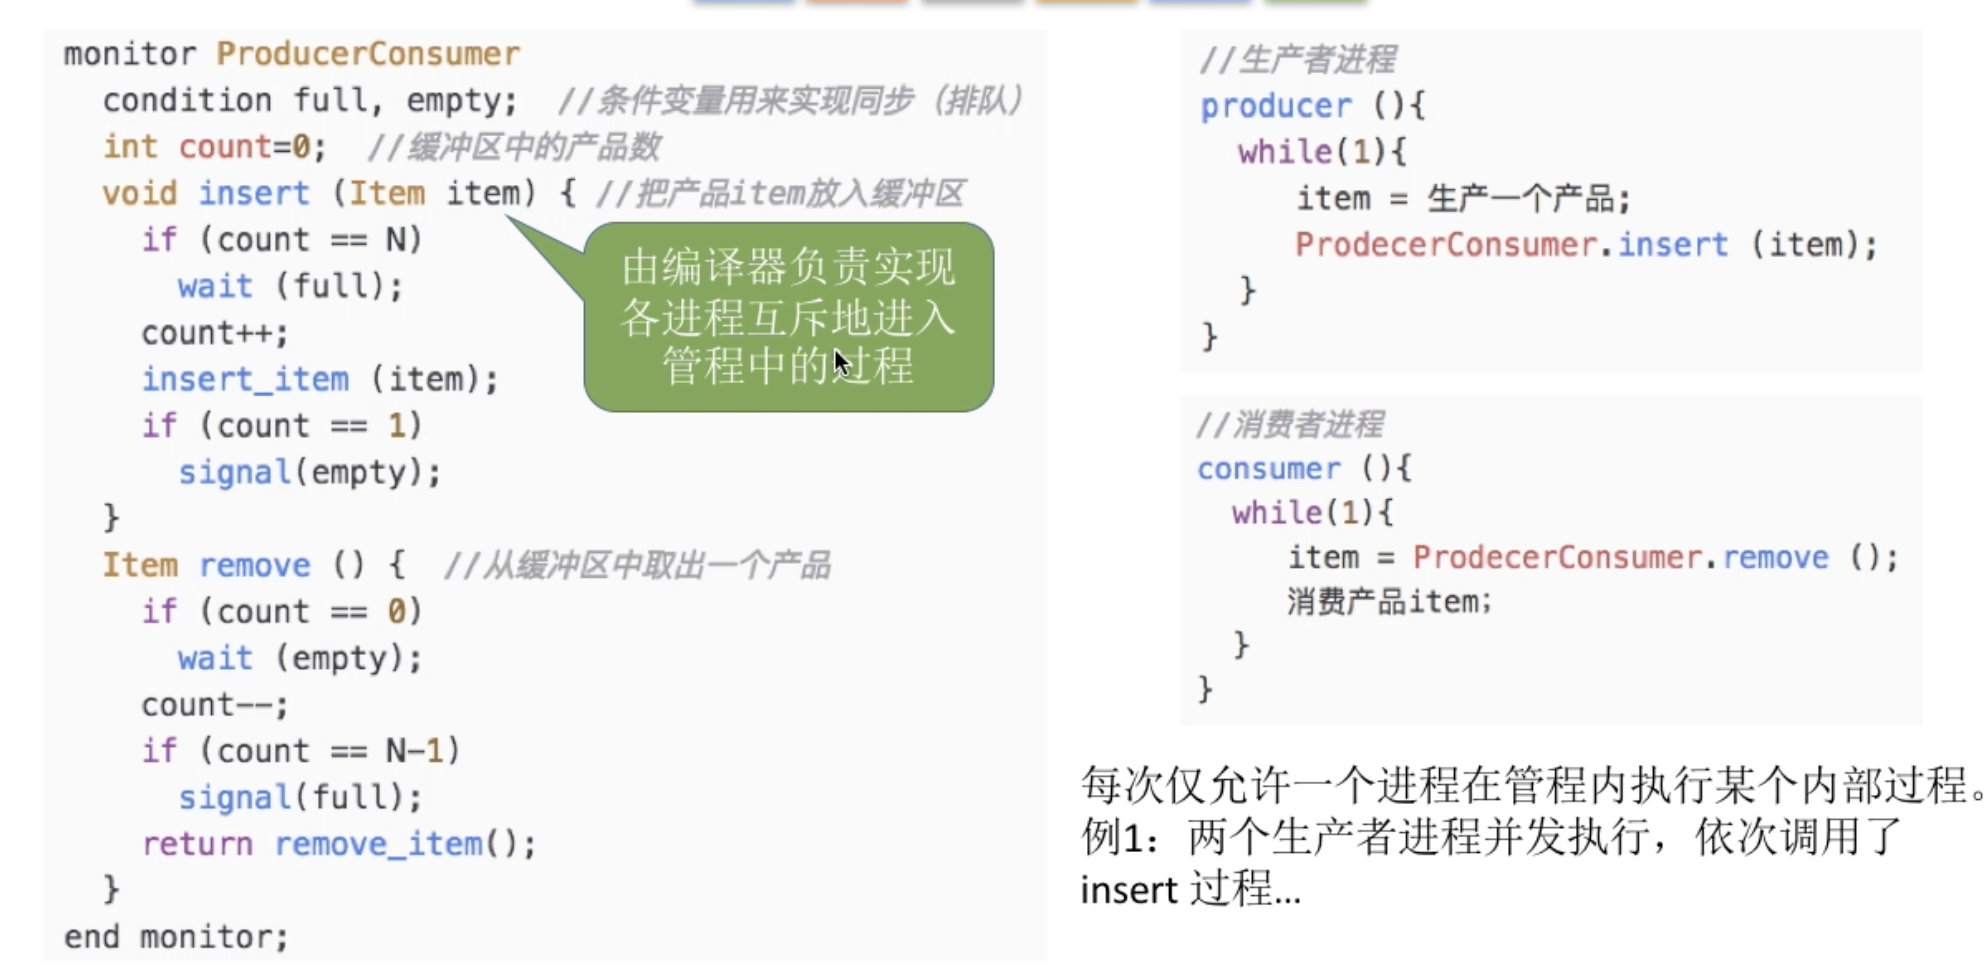 monitor ProducerConsumer
condition full, empty; //条件变量用来实现同步（排队）
int count=0; //缓冲区中的产品数
void insert (Item item) { //把产品item放入缓冲区
if (count == N)
wait (full);
count++;
insert_item (item);
if (count == 1)
signal(empty);
}
Item remove () { //从缓冲区中取出一个产品
if (count == 0)
wait (empty);
count--;
if (count == N-1)
signal(full);
return remove_item();
}
end monitor;
由编译器负责实现
各进程互斥地进入
管程中的过程
//生产者进程
producer (){
while(1){
item = 生产一个产品;
ProdecerConsumer.insert (item);
}
}
//消费者进程
consumer (){
while(1){
item = ProdecerConsumer.remove ();
消费产品item;
}
}
每次仅允许一个进程在管程内执行某个内部过程。
例1：两个生产者进程并发执行，依次调用了
insert 过程...